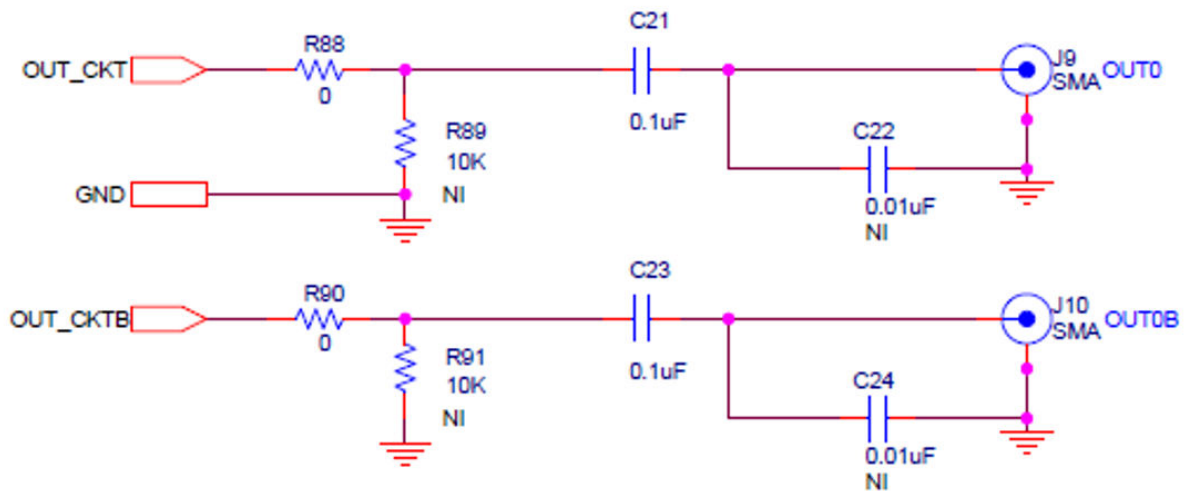 C21
R88
OUT_CKT
0
J9
SMA OUT0
0.1uF
R89
10K
NI
C22
0.01uF
NI
GND
C23
R90
OUT_CKTB
0
J10
SMA OUT0B
0.1uF
R91
10K
NI
C24
0.01uF
NI